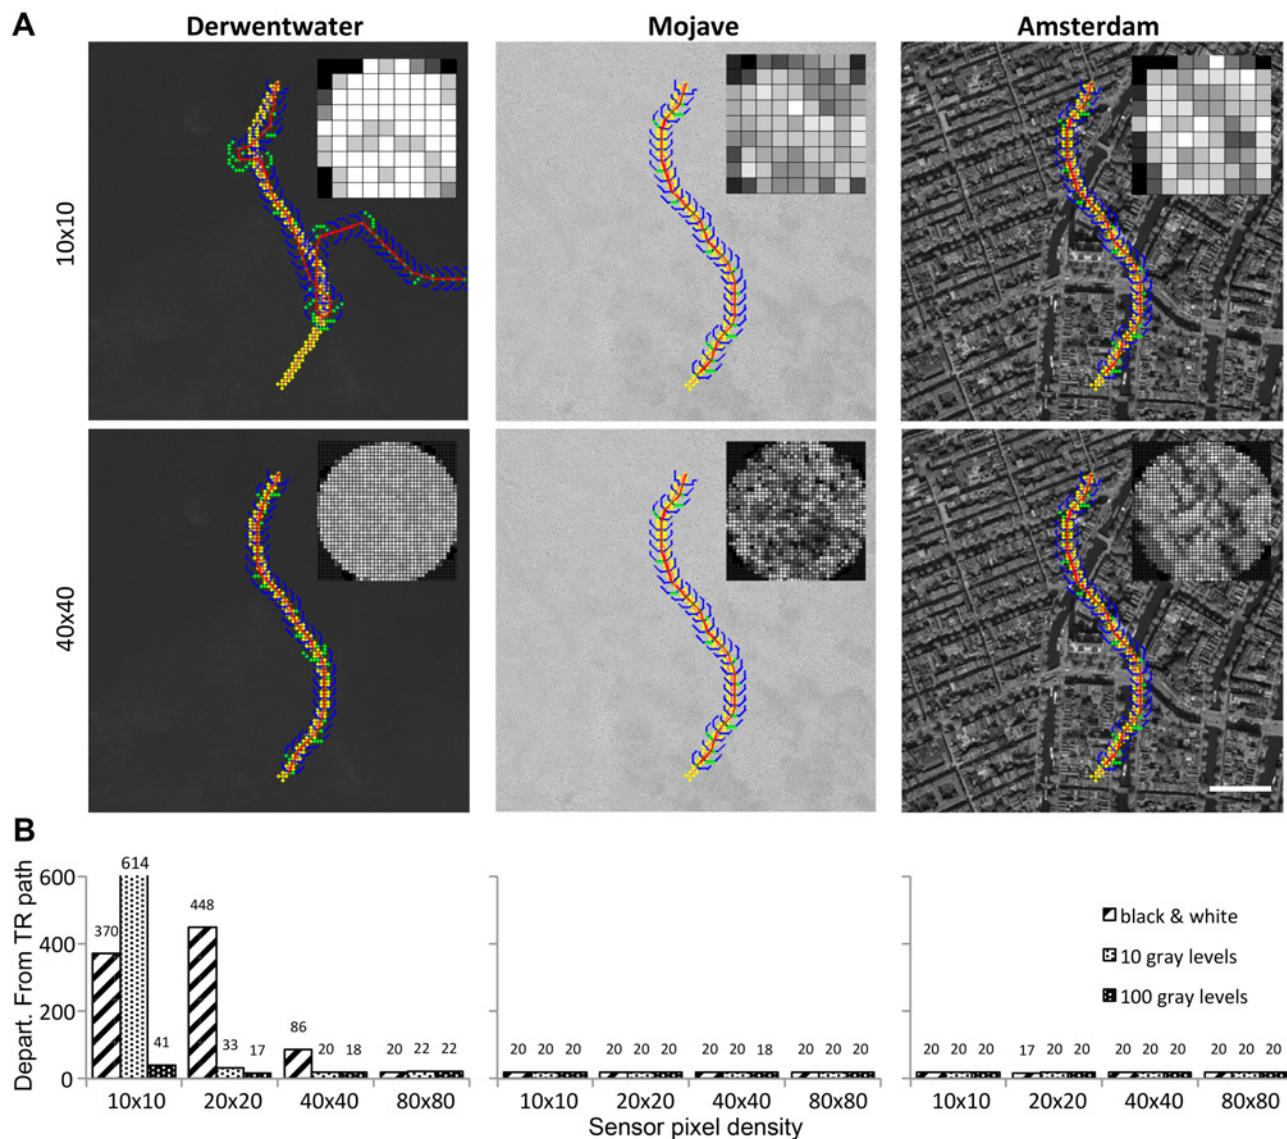 A
Derwentwater
Mojave
Amsterdam
10x10
40x40
B
Depart. From TR path
600
400
200
0
370
614
41
448
33
17
86
20
18
20
22
22
10x10
20x20
40x40
80x80
20
20
20
20
20
20
20
20
18
20
20
20
10x10
20x20
40x40
80x80
20
20
20
17
20
20
20
20
20
20
20
20
10x10
20x20
40x40
80x80
black & white
10 gray levels
100 gray levels
Sensor pixel density